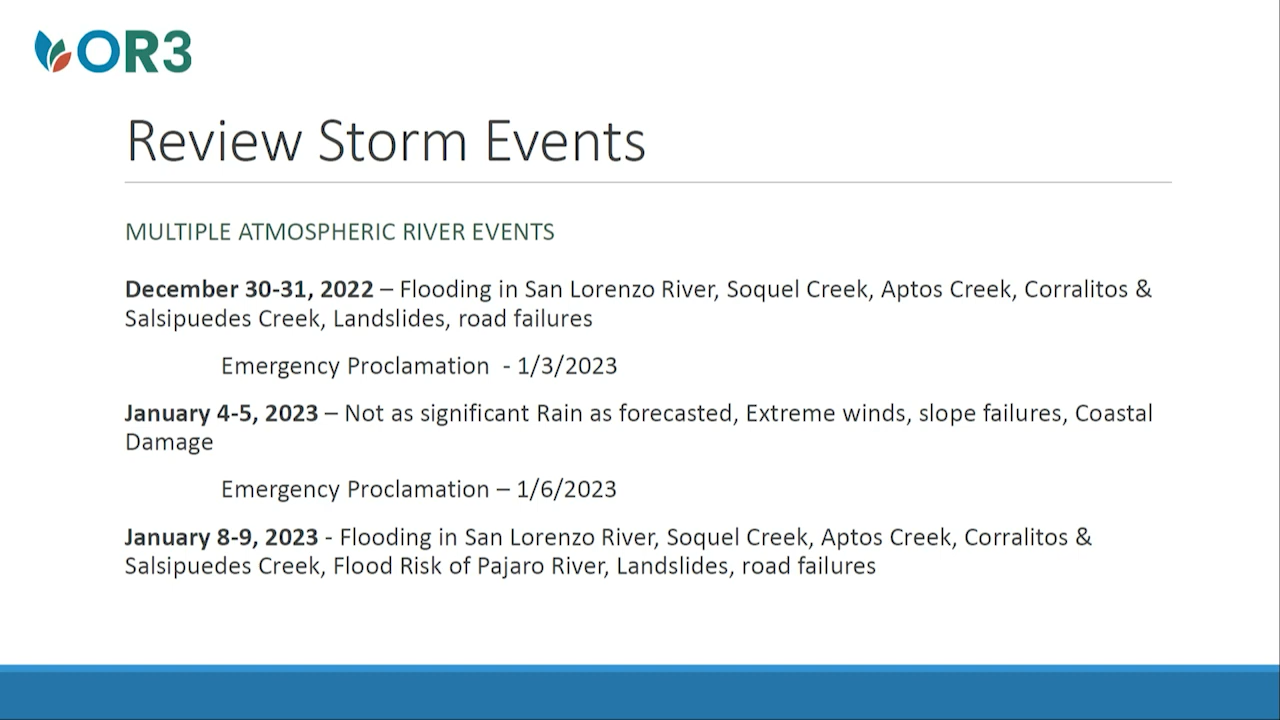 OR3
Review Storm Events
MULTIPLE ATMOSPHERIC RIVER EVENTS
December 30-31, 2022 – Flooding in San Lorenzo River, Soquel Creek, Aptos Creek, Corralitos &
Salsipuedes Creek, Landslides, road failures
Emergency Proclamation - 1/3/2023
January 4-5, 2023 – Not as significant Rain as forecasted, Extreme winds, slope failures, Coastal
Damage
Emergency Proclamation – 1/6/2023
January 8-9, 2023 - Flooding in San Lorenzo River, Soquel Creek, Aptos Creek, Corralitos &
Salsipuedes Creek, Flood Risk of Pajaro River, Landslides, road failures